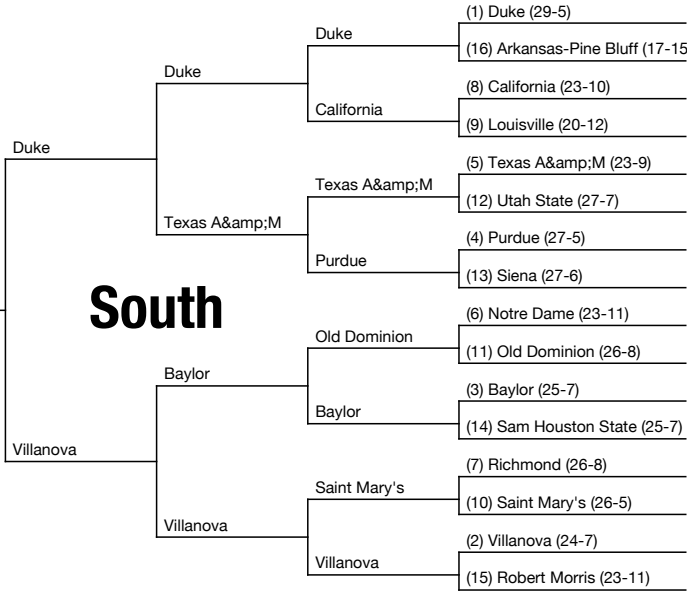 (1) Duke (29-5)
Duke
(16) Arkansas-Pine Bluff (17-15
Duke
(8) California (23-10)
California
(9) Louisville (20-12)
Duke
(5) Texas A&amp;M (23-9)
Texas A&amp;M
(12) Utah State (27-7)
Texas A&amp;M
(4) Purdue (27-5)
Purdue
(13) Siena (27-6)
South
(6) Notre Dame (23-11)
Old Dominion
(11) Old Dominion (26-8)
Baylor
(3) Baylor (25-7)
Baylor
(14) Sam Houston State (25-7)
Villanova
(7) Richmond (26-8)
Saint Mary's
(10) Saint Mary's (26-5)
Villanova
(2) Villanova (24-7)
Villanova
(15) Robert Morris (23-11)